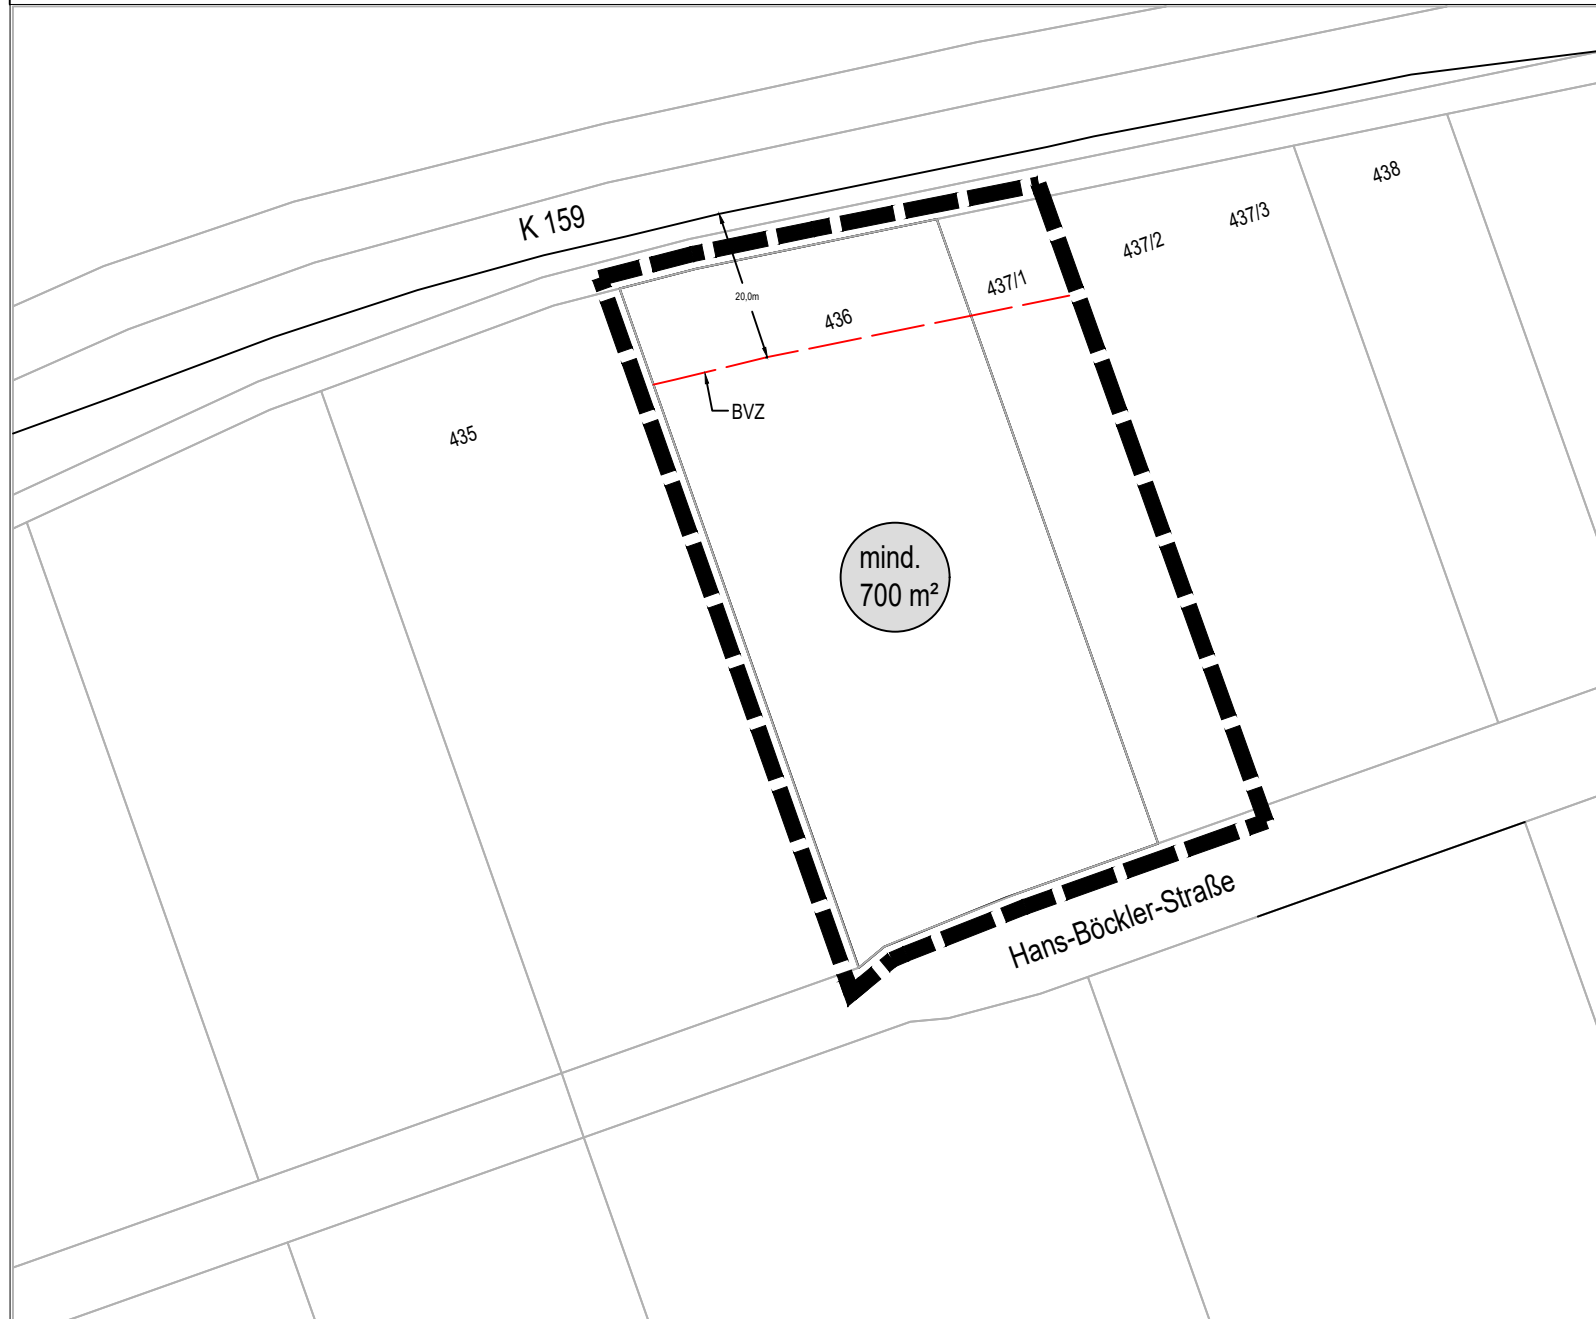 438
437/3
K 159
437/2
437/1
20,0m
436
BVZ
435
mind.
700 m²
Hans-Böckler-Straße